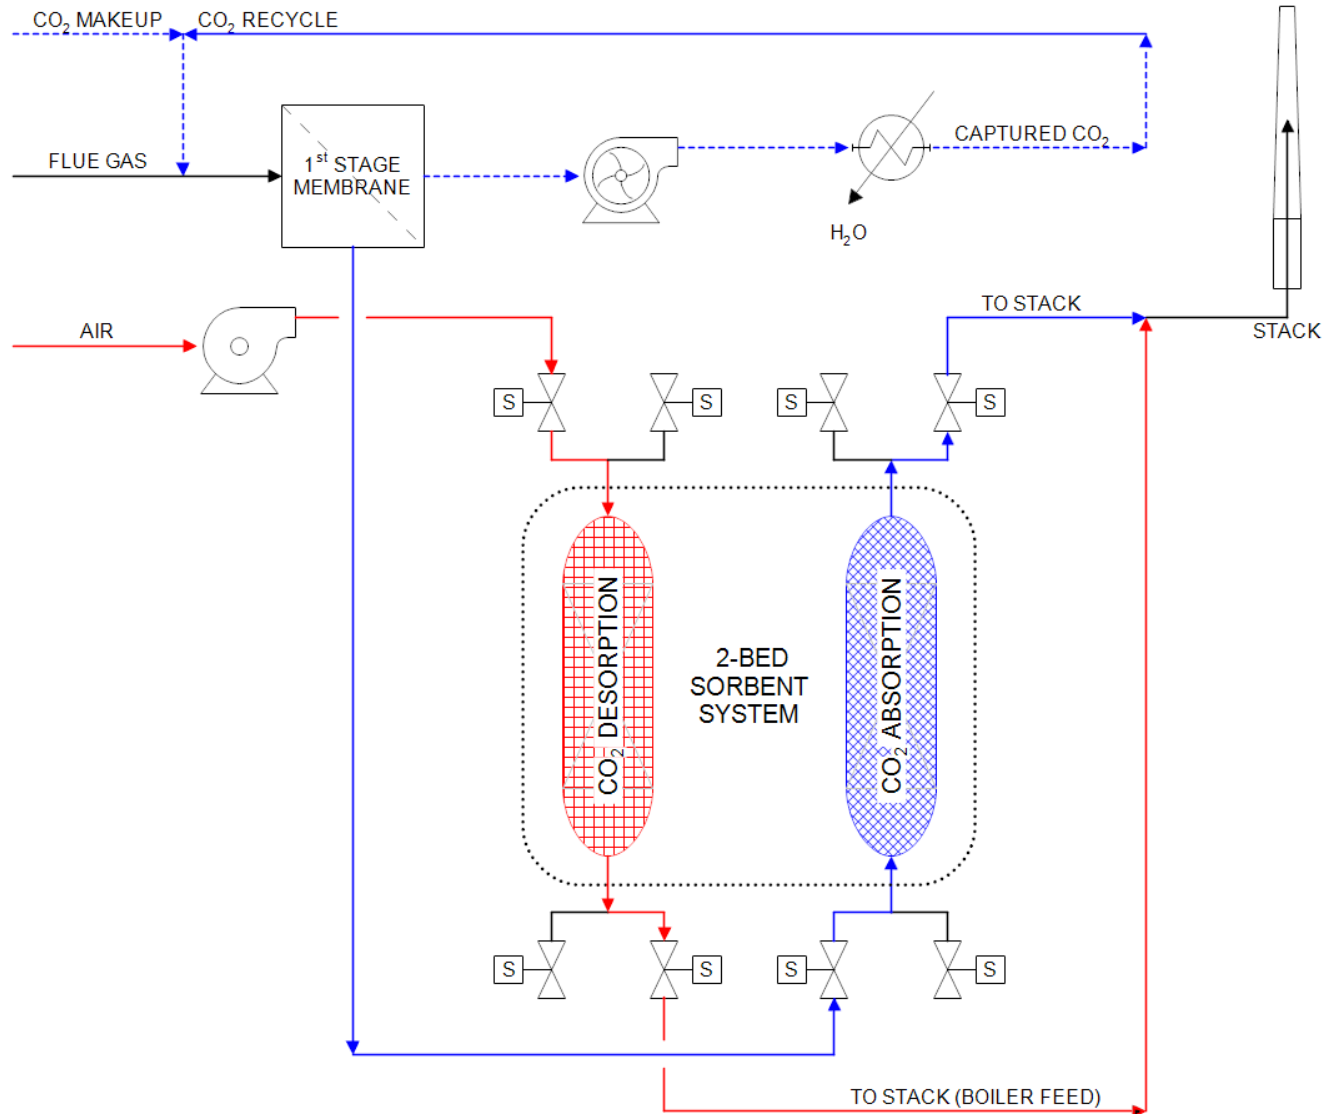 CO₂ MAKEUP
CO₂ RECYCLE
FLUE GAS
1st STAGE
MEMBRANE
CAPTURED CO₂
H₂O
AIR
TO STACK
STACK
S
S
S
S
CO₂ DESORPTION
2-BED
SORBENT
SYSTEM
CO₂ ABSORPTION
S
S
S
S
TO STACK (BOILER FEED)